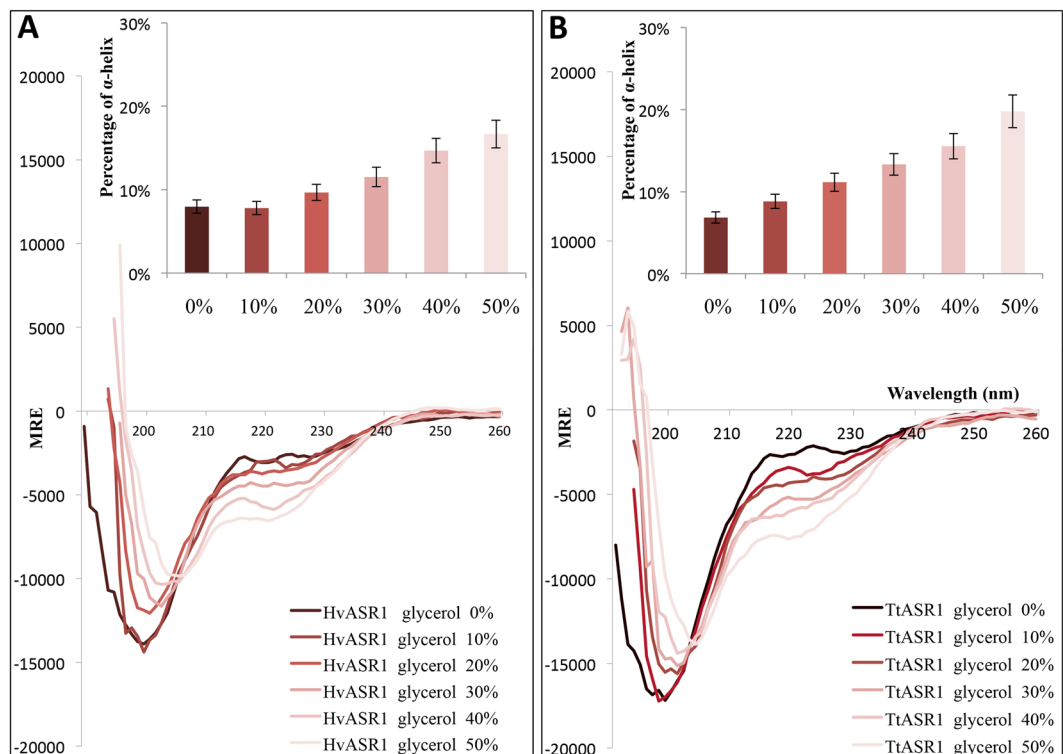 A
Percentage of α-helix
30%
20%
10%
0%
0% 10% 20% 30% 40% 50%
20000
15000
10000
5000
0
-5000
-10000
-15000
-20000
MRE
200 210 220 230 240 250 260
HvASR1 glycerol 0%
HvASR1 glycerol 10%
HvASR1 glycerol 20%
HvASR1 glycerol 30%
HvASR1 glycerol 40%
HvASR1 glycerol 50%
B
Percentage of α-helix
30%
20%
10%
0%
0% 10% 20% 30% 40% 50%
20000
15000
10000
5000
0
-5000
-10000
-15000
-20000
MRE
Wavelength (nm)
200 210 220 230 240 250 260
TtASR1 glycerol 0%
TtASR1 glycerol 10%
TtASR1 glycerol 20%
TtASR1 glycerol 30%
TtASR1 glycerol 40%
TtASR1 glycerol 50%